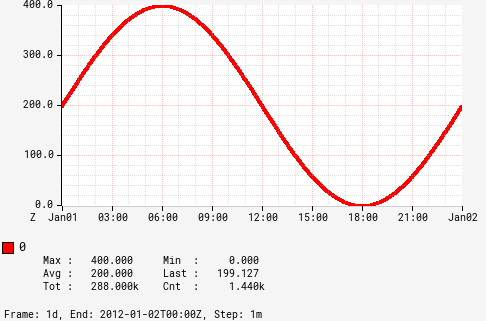 400.0
300.0
200.0
100.0
0.0
Z Jan01 03:00 06:00 09:00 12:00 15:00 18:00 21:00 Jan02
0
Max : 400.000 Min : 0.000
Avg : 200.000 Last : 199.127
Tot : 288.000k Cnt : 1.440k
Frame: 1d, End: 2012-01-02T00:00Z, Step: 1m